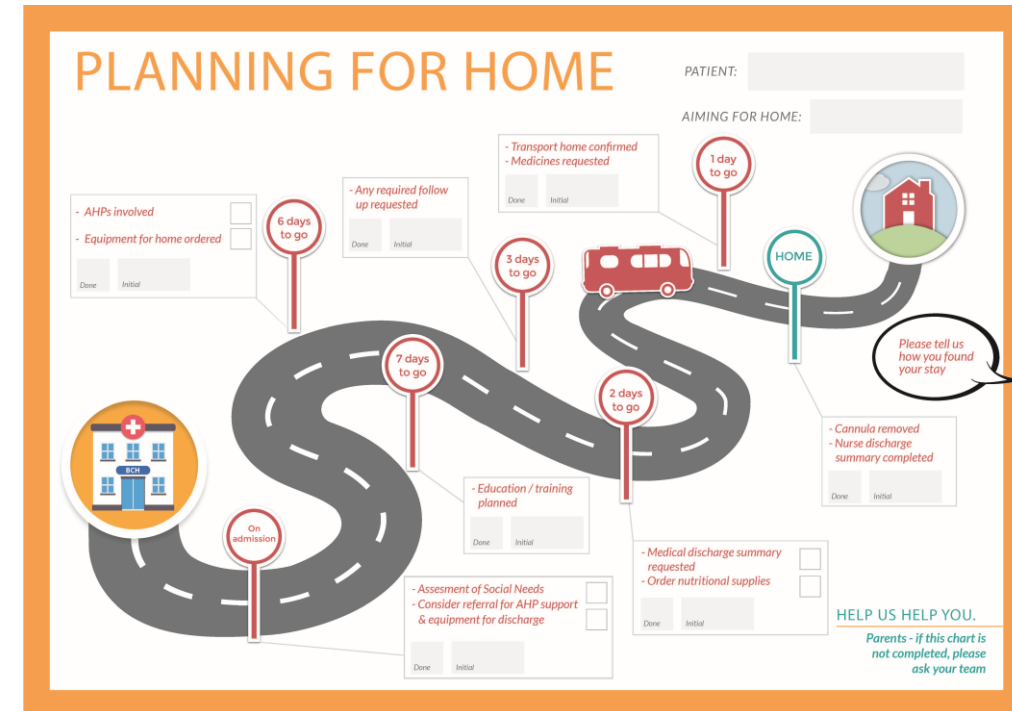 PLANNING FOR HOME
PATIENT:
AIMING FOR HOME:
- Transport home confirmed
- Medicines requested
Done Initial
1 day
to go
- Any required follow
up requested
Done Initial
- AHPs involved
- Equipment for home ordered
Done Initial
6 days
to go
3 days
to go
HOME
7 days
to go
Please tell us
how you found
your stay
2 days
to go
BCH
- Cannula removed
- Nurse discharge
summary completed
Done Initial
- Education / training
planned
Done Initial
On
admission
- Medical discharge summary
requested
- Order nutritional supplies
Done Initial
- Assesment of Social Needs
- Consider referral for AHP support
& equipment for discharge
Done Initial
HELP US HELP YOU.
Parents - if this chart is
not completed, please
ask your team